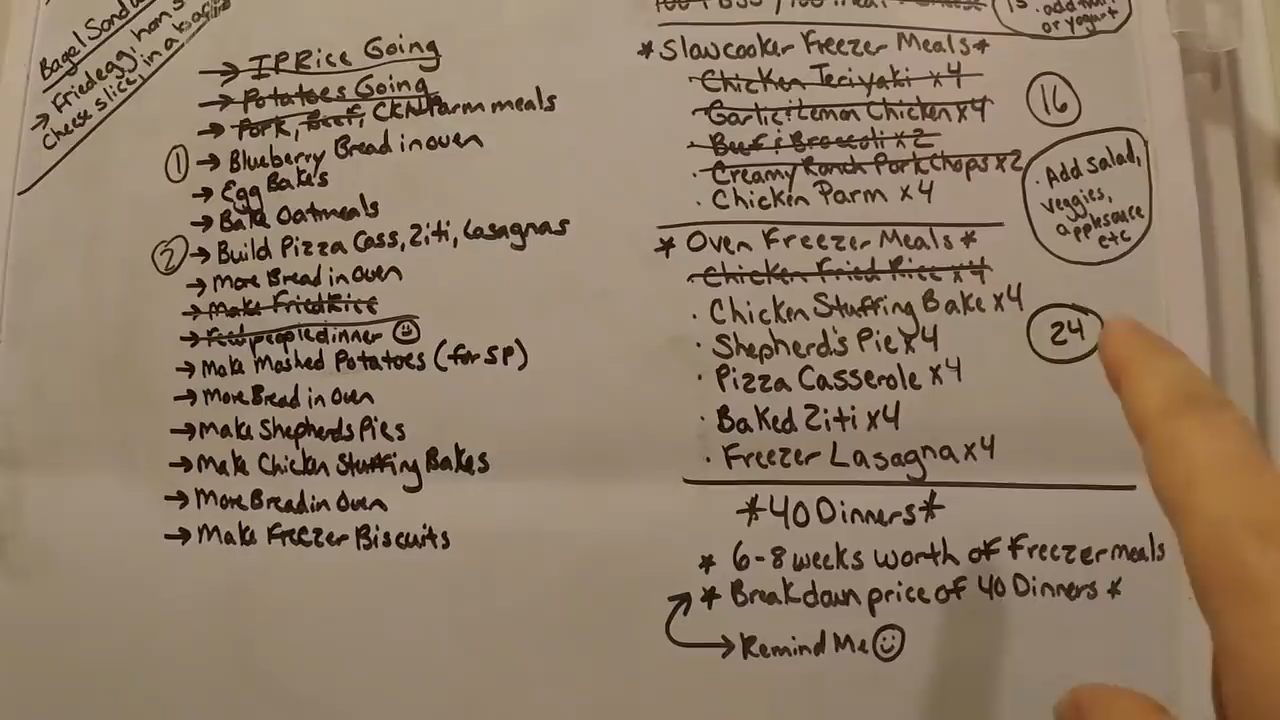 Bagel
→ Fried egg, ham
cheese slice, in a bag
→ IP Rice Going
→ Potatoes Going
→ Pork, Beef, CKN Parm meals
① → Blueberry Bread in oven
→ Egg Bakes
→ Bake Oatmeals
② → Build Pizza Cass, Ziti, Lasagnas
→ More Bread in oven
→ Make Fried Rice
→ Feed people dinner ☺
→ Make Mashed Potatoes (for SP)
→ More Bread in Oven
→ Make Shepherds Pies
→ Make Chicken Stuffing Bakes
→ More Bread in Oven
→ Make Freezer Biscuits
or yogurt
* Slowcooker Freezer Meals *
Chicken Teriyaki x4
Garlic & Lemon Chicken x4
16
Beef & Broccoli x2
· Creamy Ranch Pork Chops x2
· Chicken Parm x4
· Add salad,
veggies,
applesauce
etc
* Oven Freezer Meals *
Chicken Fried Rice x4
· Chicken Stuffing Bake x4
· Shepherd's Pie x4
24
· Pizza Casserole x4
· Baked Ziti x4
· Freezer Lasagna x4
*40 Dinners*
* 6-8 weeks worth of freezer meals
* Breakdown price of 40 Dinners *
→ Remind Me ☺